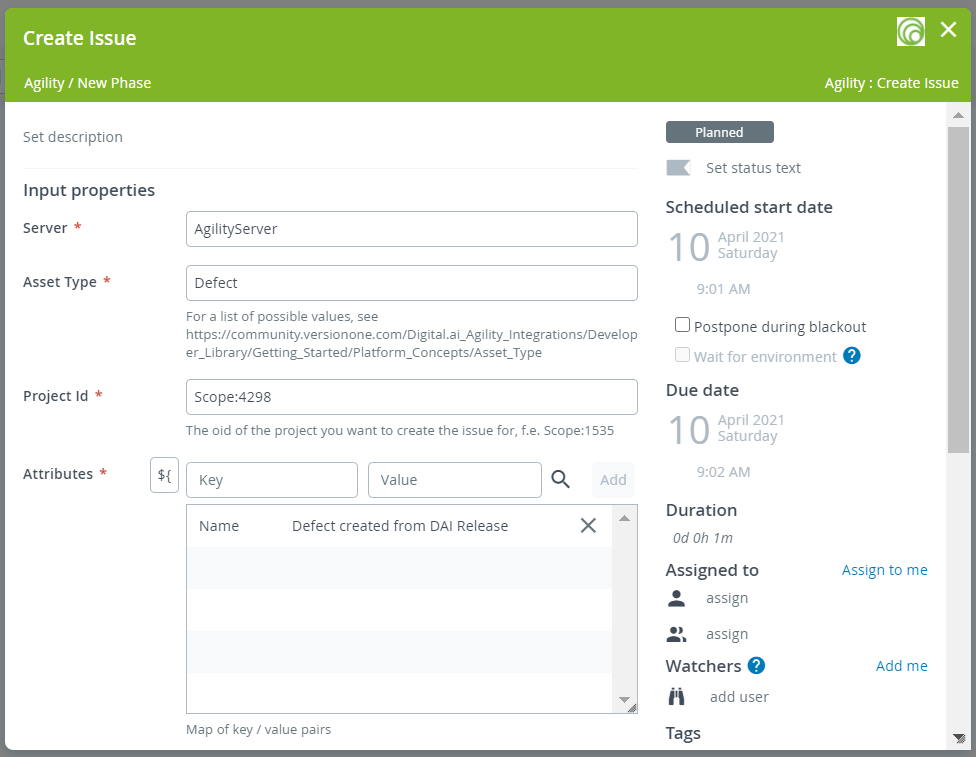 Create Issue
Agility / New Phase
Agility : Create Issue
Set description
Input properties
Server *
AgilityServer
Asset Type *
Defect
For a list of possible values, see
https://community.versionone.com/Digital.ai_Agility_Integrations/Develop
er_Library/Getting_Started/Platform_Concepts/Asset_Type
Project Id *
Scope:4298
The oid of the project you want to create the issue for, f.e. Scope:1535
Attributes *
${
Key
Value
Add
Name
Defect created from DAI Release
Map of key / value pairs
Planned
Set status text
Scheduled start date
10
April 2021
Saturday
9:01 AM
Postpone during blackout
Wait for environment ?
Due date
10
April 2021
Saturday
9:02 AM
Duration
0d 0h 1m
Assigned to
Assign to me
assign
assign
Watchers ?
Add me
add user
Tags